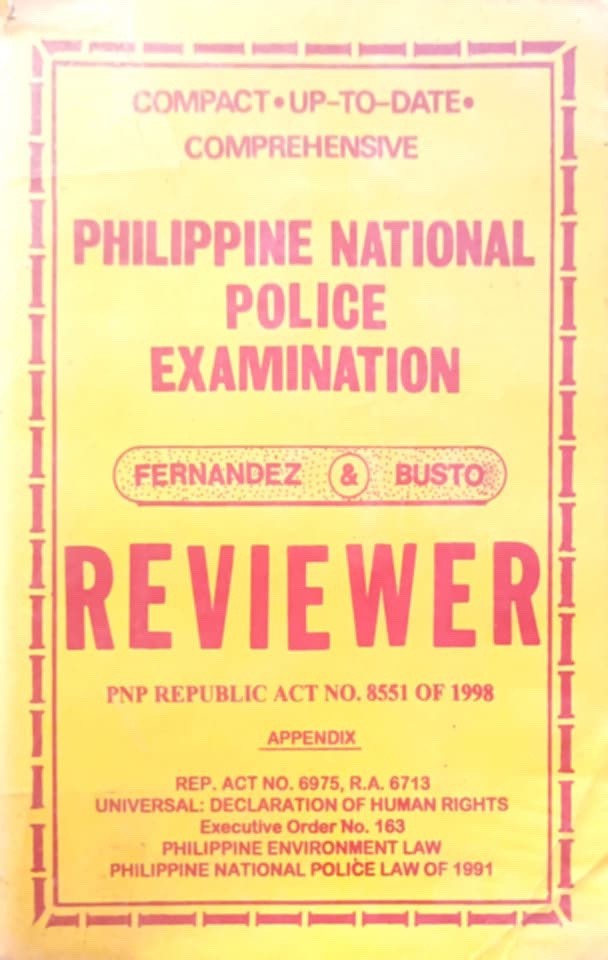 COMPACT • UP-TO-DATE •
COMPREHENSIVE
PHILIPPINE NATIONAL
POLICE
EXAMINATION
FERNANDEZ & BUSTO
REVIEWER
PNP REPUBLIC ACT NO. 8551 OF 1998
APPENDIX
REP. ACT NO. 6975, R.A. 6713
UNIVERSAL: DECLARATION OF HUMAN RIGHTS
Executive Order No. 163
PHILIPPINE ENVIRONMENT LAW
PHILIPPINE NATIONAL POLICE LAW OF 1991